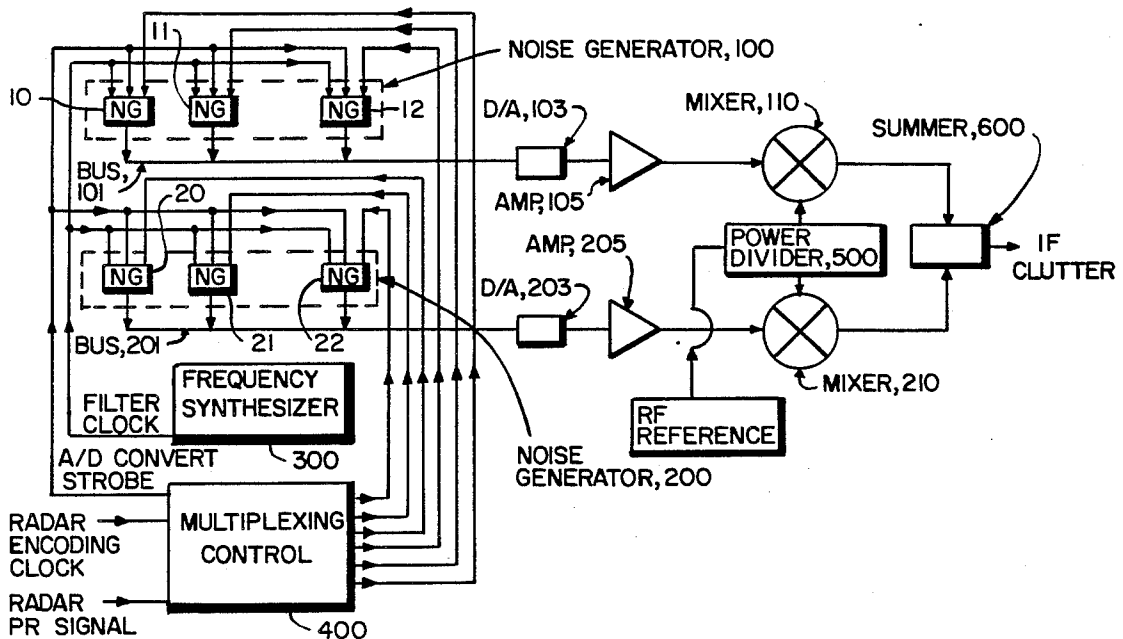 11
NOISE GENERATOR, 100
10
NG
NG
NG
12
D/A, 103
MIXER, 110
SUMMER, 600
BUS,
101
20
AMP, 105
AMP, 205
POWER
DIVIDER, 500
IF
CLUTTER
NG
NG
NG
D/A, 203
BUS, 201
21
22
MIXER, 210
FREQUENCY
SYNTHESIZER
FILTER
CLOCK
300
RF
REFERENCE
NOISE
GENERATOR, 200
A/D CONVERT
STROBE
MULTIPLEXING
CONTROL
RADAR
ENCODING
CLOCK
RADAR
PR SIGNAL
400